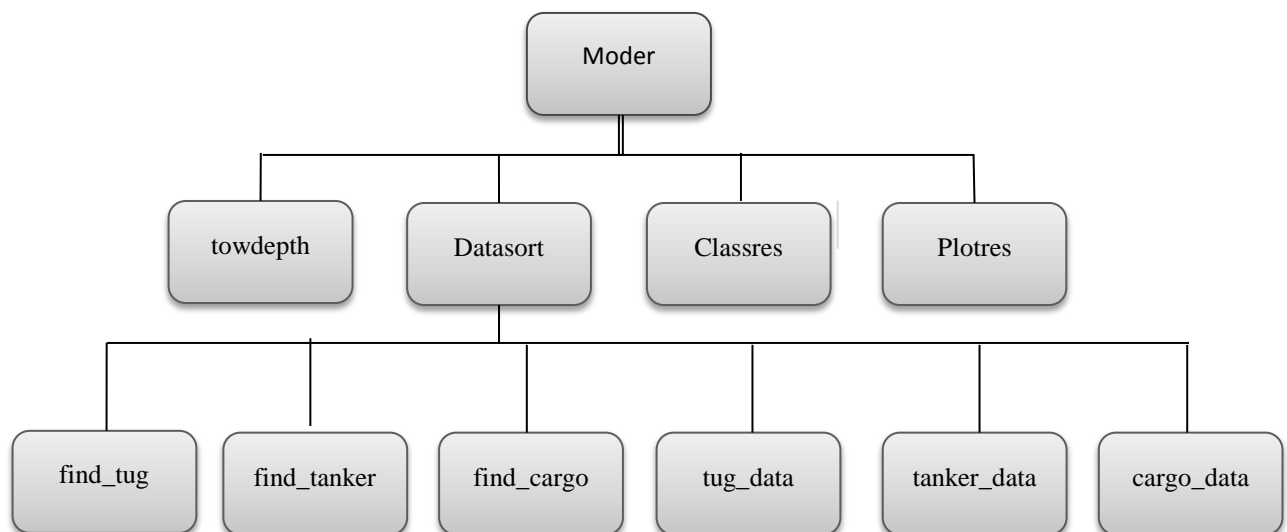 Moder
towdepth
Datasort
Classres
Plotres
find_tug
find_tanker
find_cargo
tug_data
tanker_data
cargo_data